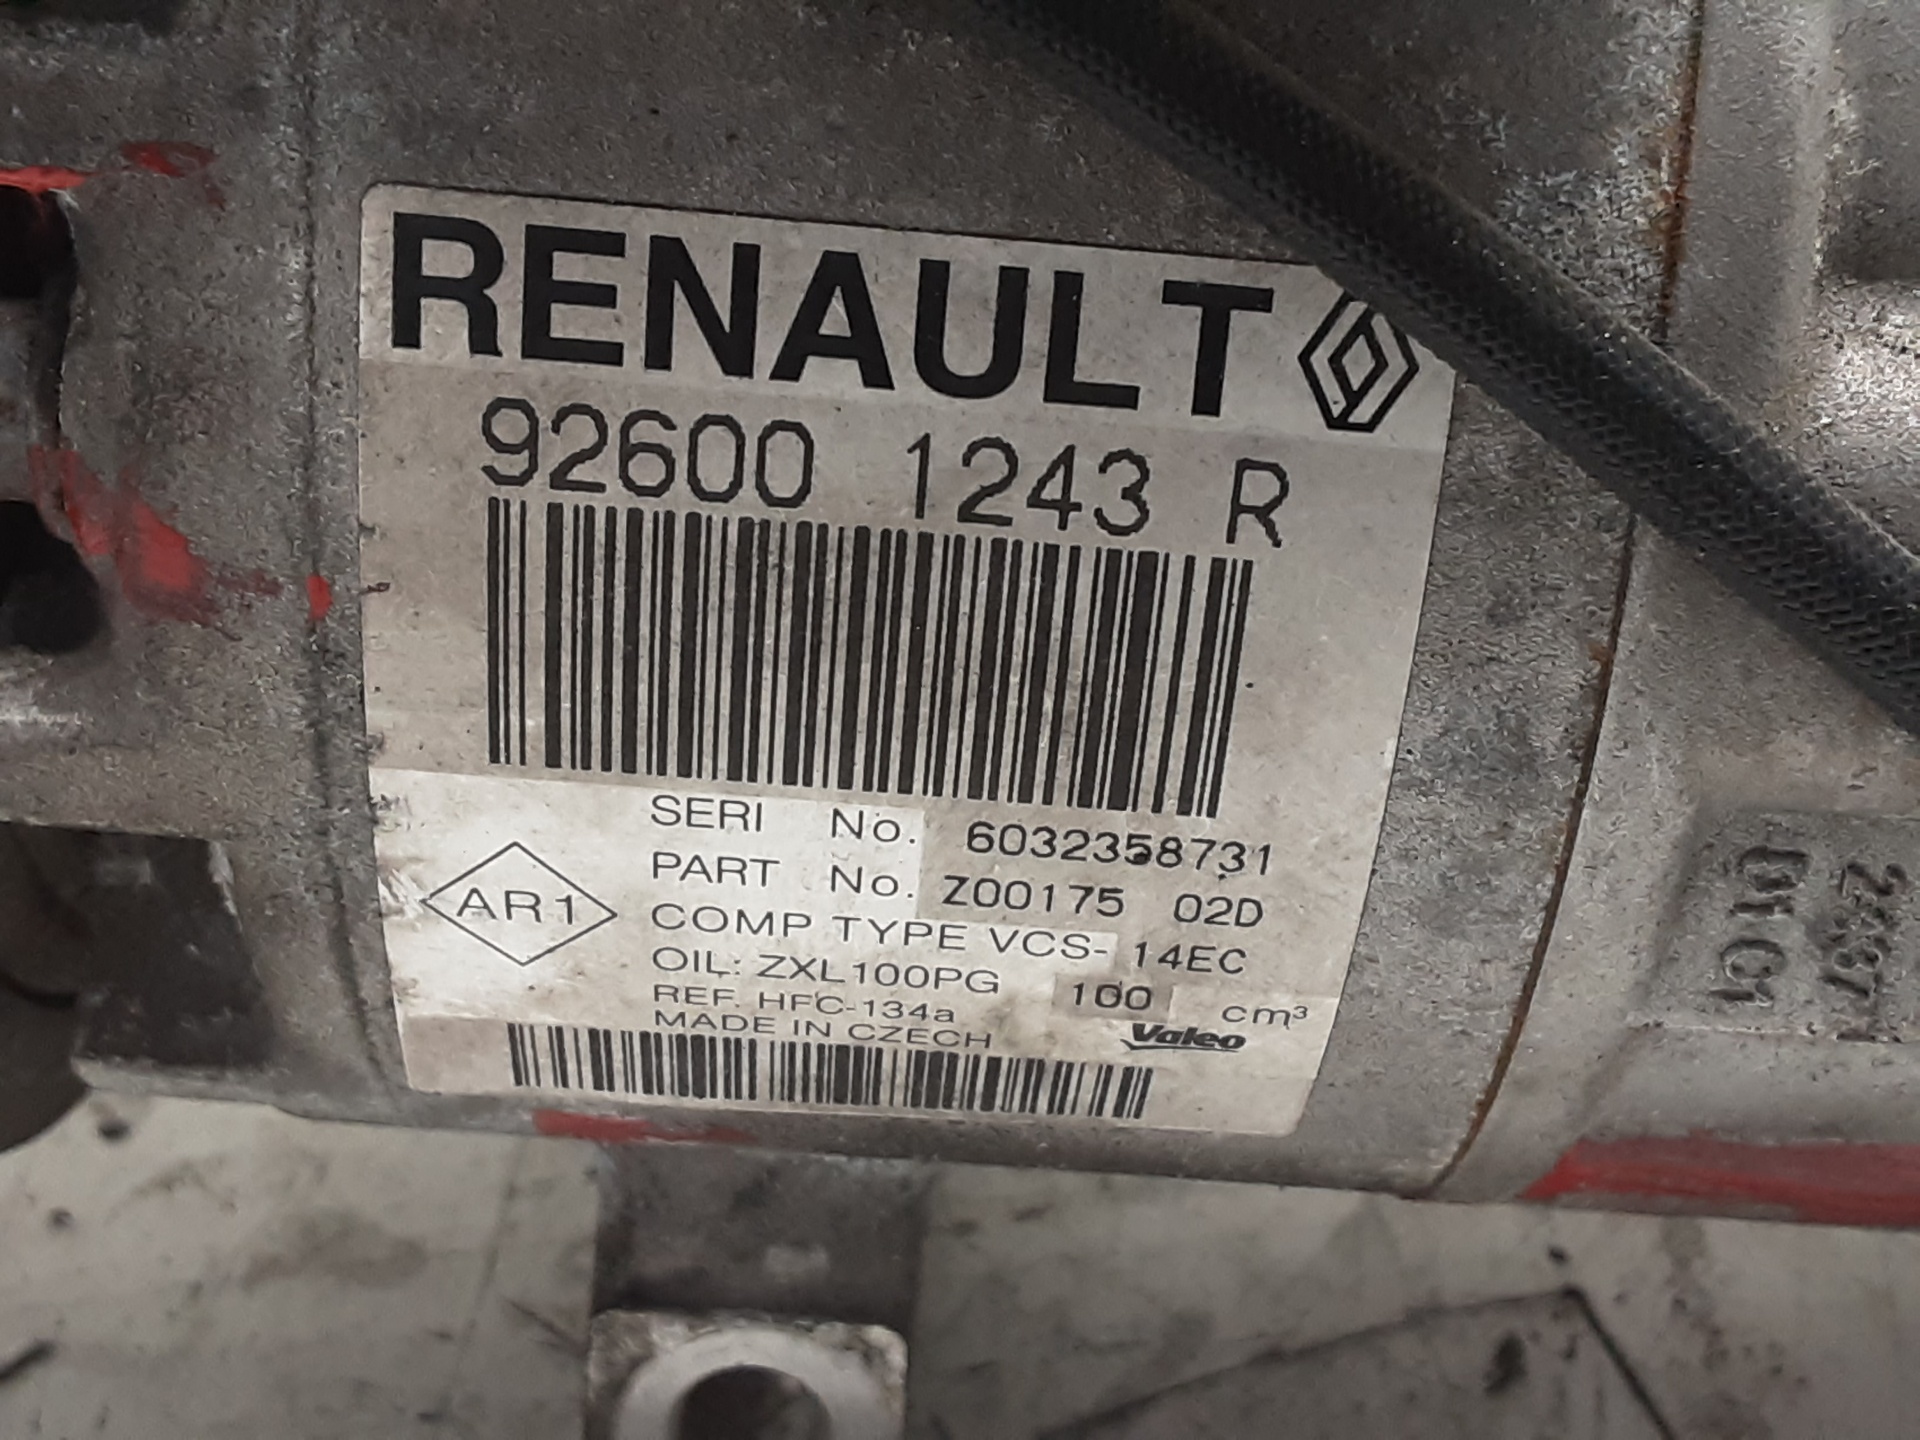 RENAULT
92600 1243 R
SERI No. 6032358731
PART No. Z00175 02D
AR1
COMP TYPE VCS- 14EC
OIL: ZXL100PG 100 cm³
REF. HFC-134a
MADE IN CZECH
Valeo